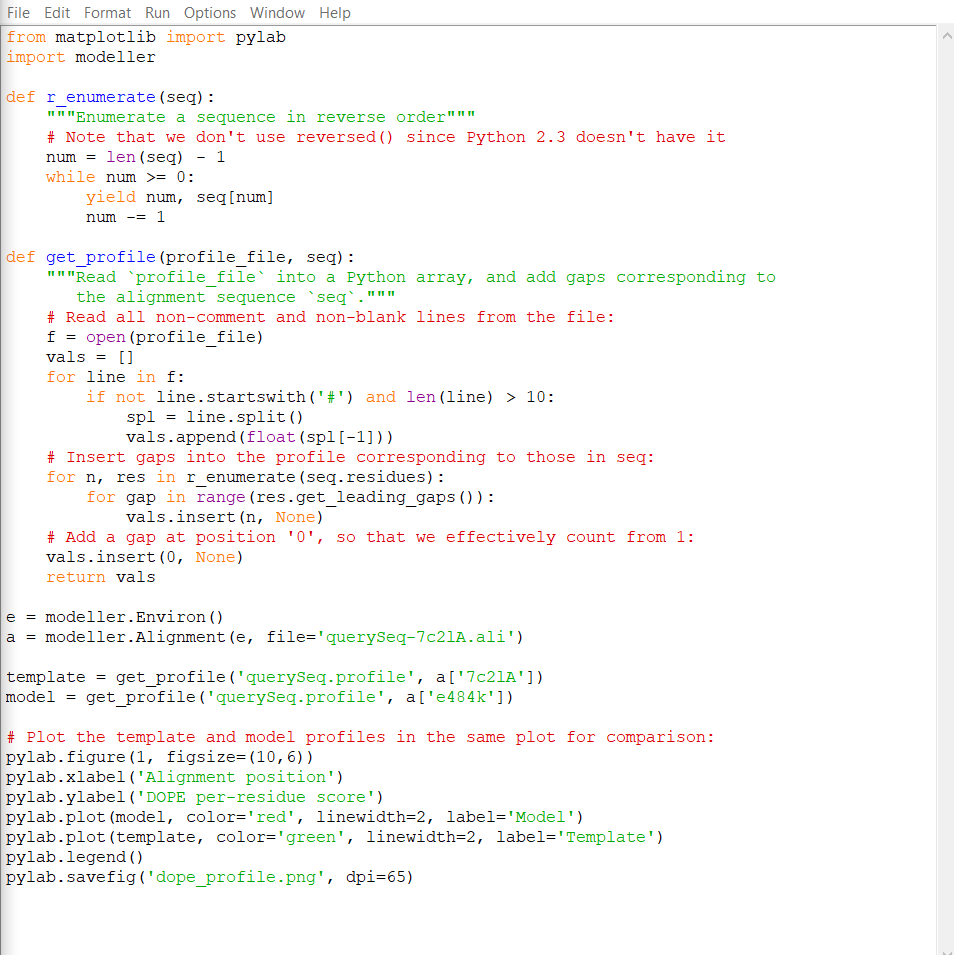 File Edit Format Run Options Window Help
from matplotlib import pylab
import modeller

def r_enumerate(seq):
    """Enumerate a sequence in reverse order"""
    # Note that we don't use reversed() since Python 2.3 doesn't have it
    num = len(seq) - 1
    while num >= 0:
        yield num, seq[num]
        num -= 1

def get_profile(profile_file, seq):
    """Read `profile_file` into a Python array, and add gaps corresponding to
       the alignment sequence `seq`."""
    # Read all non-comment and non-blank lines from the file:
    f = open(profile_file)
    vals = []
    for line in f:
        if not line.startswith('#') and len(line) > 10:
            spl = line.split()
            vals.append(float(spl[-1]))
    # Insert gaps into the profile corresponding to those in seq:
    for n, res in r_enumerate(seq.residues):
        for gap in range(res.get_leading_gaps()):
            vals.insert(n, None)
    # Add a gap at position '0', so that we effectively count from 1:
    vals.insert(0, None)
    return vals

e = modeller.Environ()
a = modeller.Alignment(e, file='querySeq-7c2lA.ali')

template = get_profile('querySeq.profile', a['7c2lA'])
model = get_profile('querySeq.profile', a['e484k'])

# Plot the template and model profiles in the same plot for comparison:
pylab.figure(1, figsize=(10,6))
pylab.xlabel('Alignment position')
pylab.ylabel('DOPE per-residue score')
pylab.plot(model, color='red', linewidth=2, label='Model')
pylab.plot(template, color='green', linewidth=2, label='Template')
pylab.legend()
pylab.savefig('dope_profile.png', dpi=65)